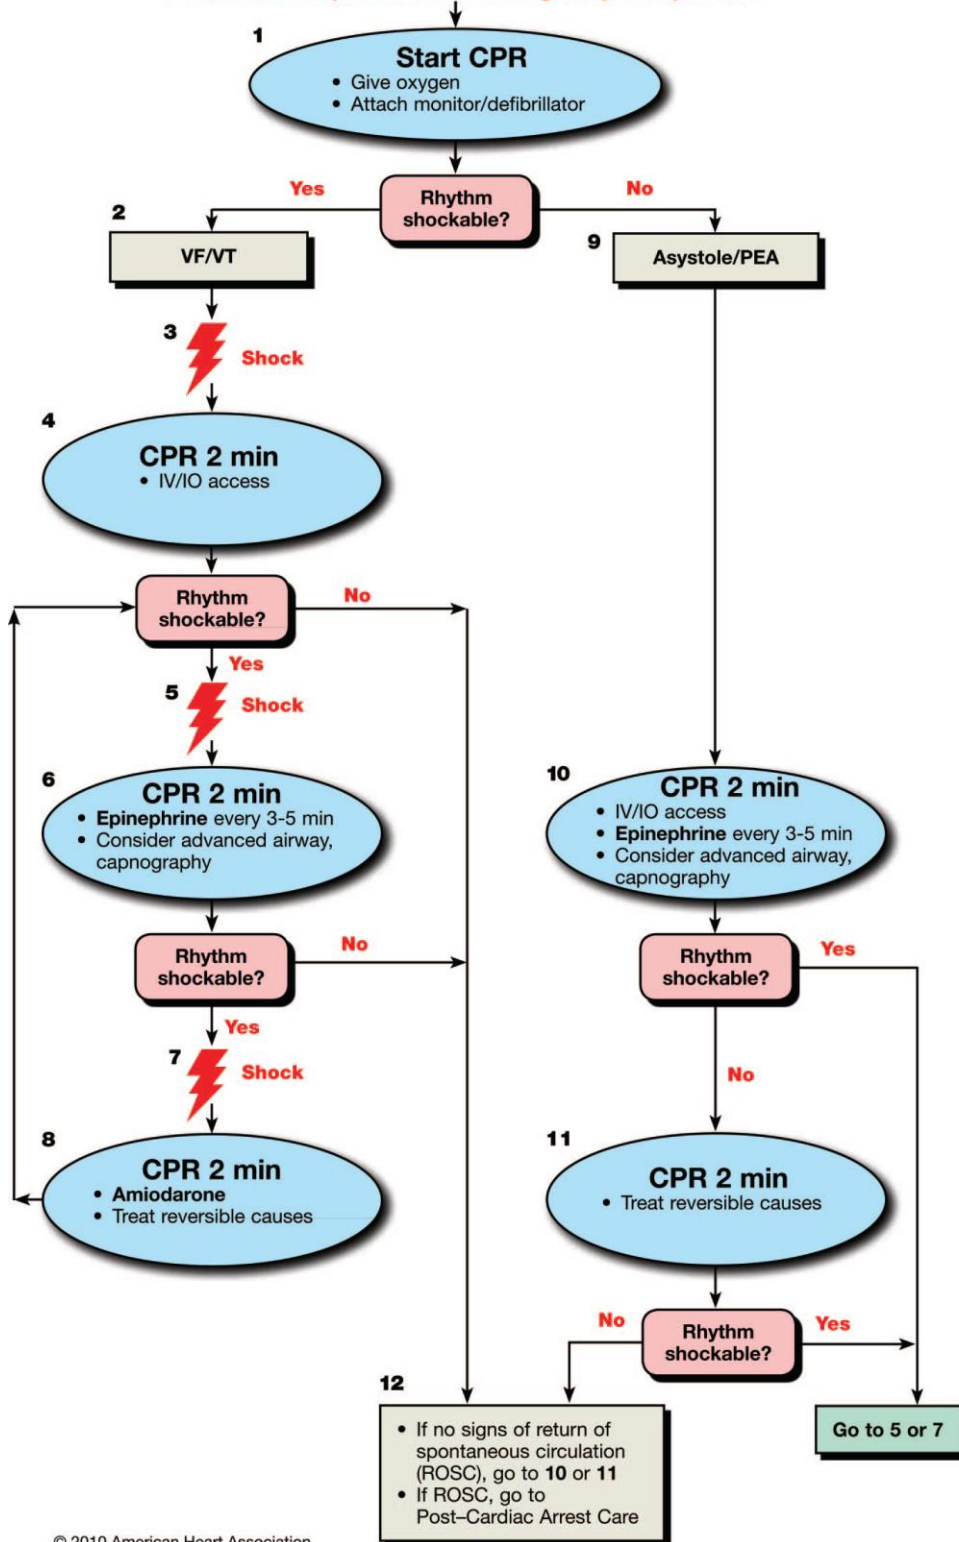 1
Start CPR
• Give oxygen
• Attach monitor/defibrillator
Rhythm
shockable?
Yes
No
2
VF/VT
9
Asystole/PEA
3
Shock
4
CPR 2 min
• IV/IO access
Rhythm
shockable?
No
Yes
5
Shock
6
CPR 2 min
• Epinephrine every 3-5 min
• Consider advanced airway,
capnography
10
CPR 2 min
• IV/IO access
• Epinephrine every 3-5 min
• Consider advanced airway,
capnography
Rhythm
shockable?
No
Yes
Rhythm
shockable?
Yes
No
7
Shock
8
CPR 2 min
• Amiodarone
• Treat reversible causes
11
CPR 2 min
• Treat reversible causes
Rhythm
shockable?
No
Yes
12
• If no signs of return of
spontaneous circulation
(ROSC), go to 10 or 11
• If ROSC, go to
Post–Cardiac Arrest Care
Go to 5 or 7
© 2010 American Heart Association